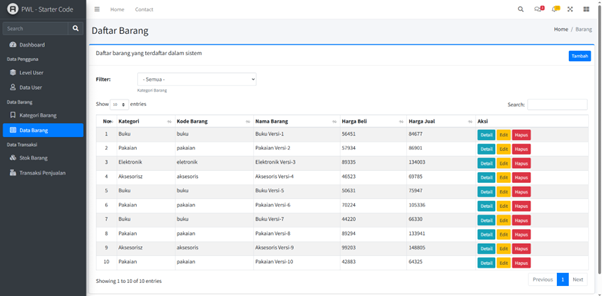 PWL - Starter Code
Home Contact
Search
Dashboard
Data Pengguna
Level User
Data User
Data Barang
Kategori Barang
Data Barang
Data Transaksi
Stok Barang
Transaksi Penjualan
Daftar Barang
Home / Barang
Daftar barang yang terdaftar dalam sistem
Tambah
Filter:
- Semua -
Kategori Barang
Show entries
Search:
No Kategori Kode Barang Nama Barang Harga Beli Harga Jual Aksi
1 Buku buku Buku Versi-1 56451 84677 Detail Edit Hapus
2 Pakaian pakaian Pakaian Versi-2 57934 86901 Detail Edit Hapus
3 Elektronik eletronik Elektronik Versi-3 89335 134003 Detail Edit Hapus
4 Aksesorisz aksesoris Aksesoris Versi-4 46523 69785 Detail Edit Hapus
5 Buku buku Buku Versi-5 50631 75947 Detail Edit Hapus
6 Pakaian pakaian Pakaian Versi-6 70224 105336 Detail Edit Hapus
7 Buku buku Buku Versi-7 44220 66330 Detail Edit Hapus
8 Pakaian pakaian Pakaian Versi-8 89294 133941 Detail Edit Hapus
9 Aksesorisz aksesoris Aksesoris Versi-9 99203 148805 Detail Edit Hapus
10 Pakaian pakaian Pakaian Versi-10 42883 64325 Detail Edit Hapus
Showing 1 to 10 of 10 entries
Previous 1 Next